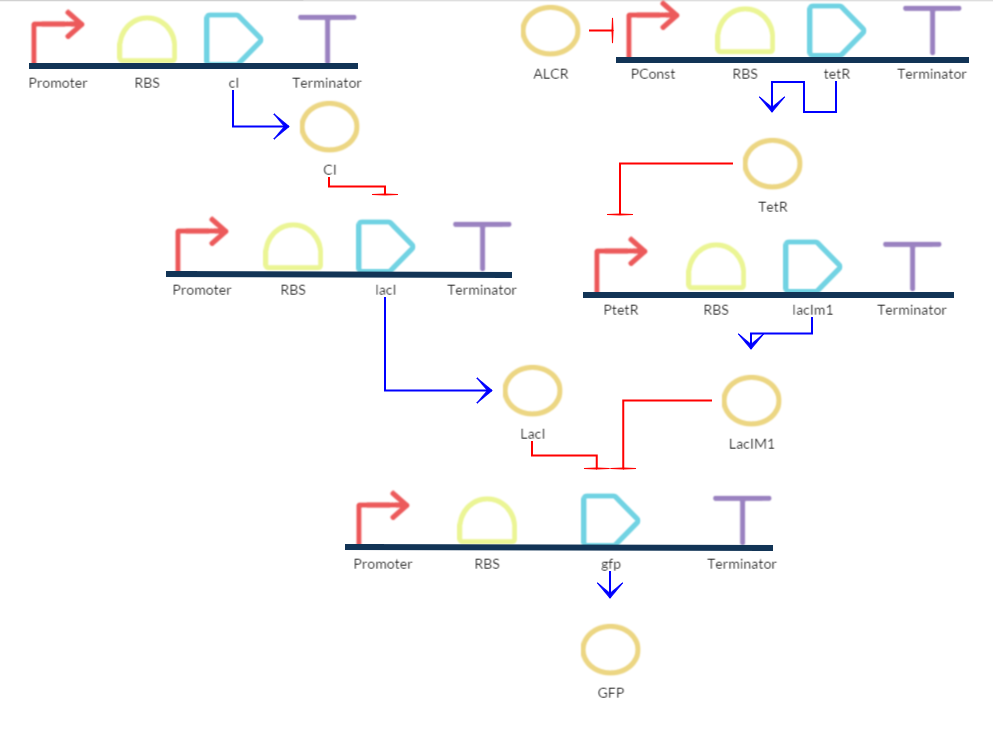 Promoter RBS cI Terminator
ALCR PConst RBS tetR Terminator
CI
TetR
Promoter RBS lacI Terminator
PtetR RBS lacIm1 Terminator
LacI
LacIM1
Promoter RBS gfp Terminator
GFP